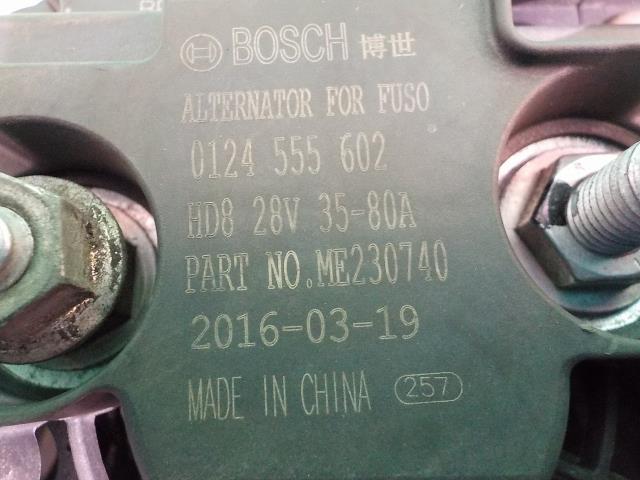 BOSCH 博世
ALTERNATOR FOR FUSO
0124 555 602
HD8 28V 35-80A
PART NO.ME230740
2016-03-19
MADE IN CHINA 257